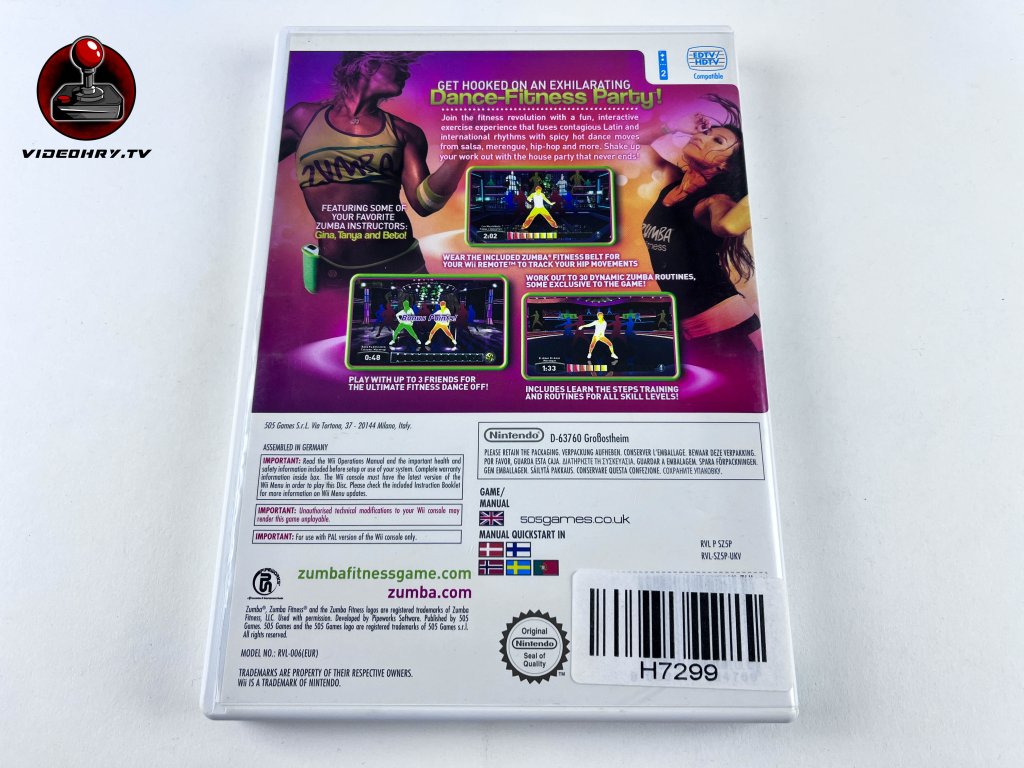 VIDEOHRY.TV
EDTV/
HDTV
Compatible
2
GET HOOKED ON AN EXHILARATING
Dance-Fitness Party!
Join the fitness revolution with a fun, interactive
exercise experience that fuses contagious Latin and
international rhythms with spicy hot dance moves
from salsa, merengue, hip-hop and more. Shake up
your work out with the house party that never ends!
ZUMBA
FEATURING SOME OF
YOUR FAVORITE
ZUMBA INSTRUCTORS:
Gina, Tanya and Beto!
2:02
ZUMBA
fitness
WEAR THE INCLUDED ZUMBA® FITNESS BELT FOR
YOUR Wii REMOTE™ TO TRACK YOUR HIP MOVEMENTS
WORK OUT TO 30 DYNAMIC ZUMBA ROUTINES,
SOME EXCLUSIVE TO THE GAME!
Bonus Points!
0:48
1:33
PLAY WITH UP TO 3 FRIENDS FOR
THE ULTIMATE FITNESS DANCE OFF!
INCLUDES LEARN THE STEPS TRAINING
AND ROUTINES FOR ALL SKILL LEVELS!
505 Games S.r.L. Via Tortona, 37 - 20144 Milano, Italy.
ASSEMBLED IN GERMANY
IMPORTANT: Read the Wii Operations Manual and the important health and
safety information included before setup or use of your system. Complete warranty
information inside box. The Wii console must have the latest version of the
Wii Menu in order to play this Disc. Please check the included Instruction Booklet
for more information on Wii Menu updates.
IMPORTANT: Unauthorised technical modifications to your Wii console may
render this game unplayable.
IMPORTANT: For use with PAL version of the Wii console only.
Nintendo D-63760 Großostheim
PLEASE RETAIN THE PACKAGING. VERPACKUNG AUFHEBEN. CONSERVER L'EMBALLAGE. BEWAAR DEZE VERPAKKING.
POR FAVOR, GUARDA ESTA CAJA. ΔΙΑΤΗΡΗΣΤΕ ΤΗ ΣΥΣΚΕΥΑΣΙΑ. GUARDAR A EMBALAGEM. SPARA FÖRPACKNINGEN.
GEM EMBALLAGEN. SÄILYTÄ PAKKAUS. CONSERVARE QUESTA CONFEZIONE. СОХРАНИТЕ УПАКОВКУ.
GAME/
MANUAL
505games.co.uk
MANUAL QUICKSTART IN
RVL P SZ5P
RVL-SZ5P-UKV
zumbafitnessgame.com
zumba.com
Zumba®, Zumba Fitness® and the Zumba Fitness logos are registered trademarks of Zumba
Fitness, LLC. Used with permission. Developed by Pipeworks Software. Published by 505
Games. 505 Games and the 505 Games logo are registered trademarks of 505 Games S.r.l.
All rights reserved.
MODEL NO.: RVL-006(EUR)
TRADEMARKS ARE PROPERTY OF THEIR RESPECTIVE OWNERS.
Wii IS A TRADEMARK OF NINTENDO.
Original
Nintendo
Seal of
Quality
TM
H7299